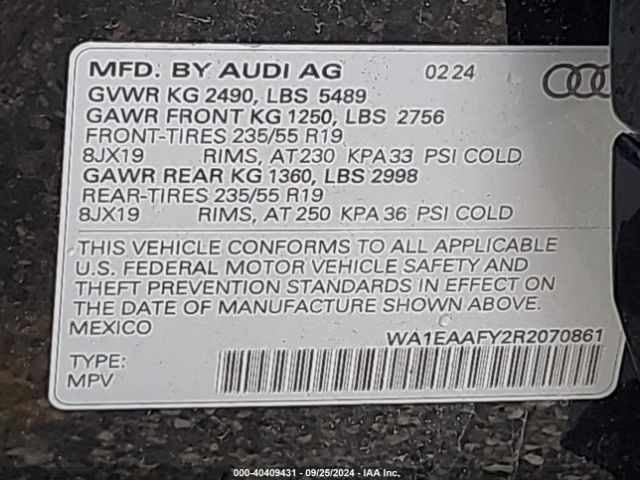 MFD. BY AUDI AG 02 24
GVWR KG 2490, LBS 5489
GAWR FRONT KG 1250, LBS 2756
FRONT-TIRES 235/55 R19
8JX19 RIMS, AT 230 KPA 33 PSI COLD
GAWR REAR KG 1360, LBS 2998
REAR-TIRES 235/55 R19
8JX19 RIMS, AT 250 KPA 36 PSI COLD
THIS VEHICLE CONFORMS TO ALL APPLICABLE
U.S. FEDERAL MOTOR VEHICLE SAFETY AND
THEFT PREVENTION STANDARDS IN EFFECT ON
THE DATE OF MANUFACTURE SHOWN ABOVE.
MEXICO
WA1EAAFY2R2070861
TYPE:
MPV
000-40409431 - 09/25/2024 - IAA Inc.